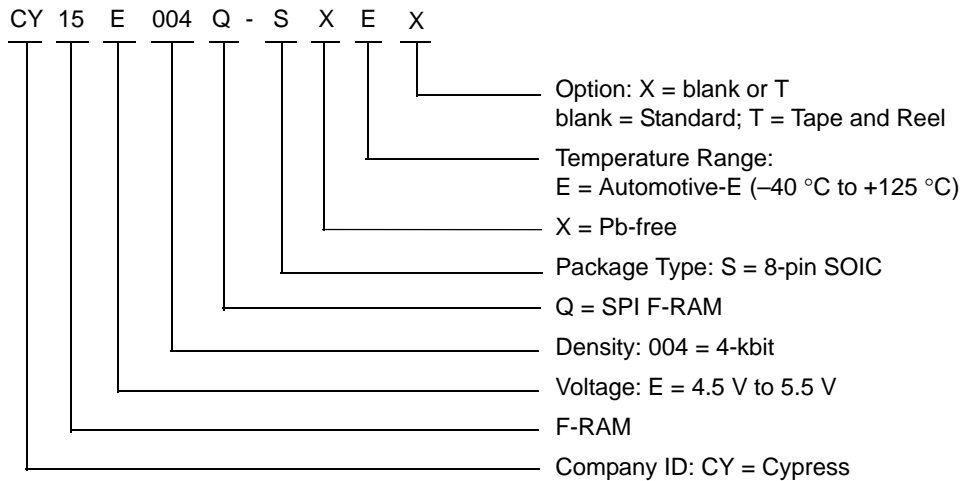 CY 15 E 004 Q - S X E X
Option: X = blank or T
blank = Standard; T = Tape and Reel
Temperature Range:
E = Automotive-E (–40 °C to +125 °C)
X = Pb-free
Package Type: S = 8-pin SOIC
Q = SPI F-RAM
Density: 004 = 4-kbit
Voltage: E = 4.5 V to 5.5 V
F-RAM
Company ID: CY = Cypress